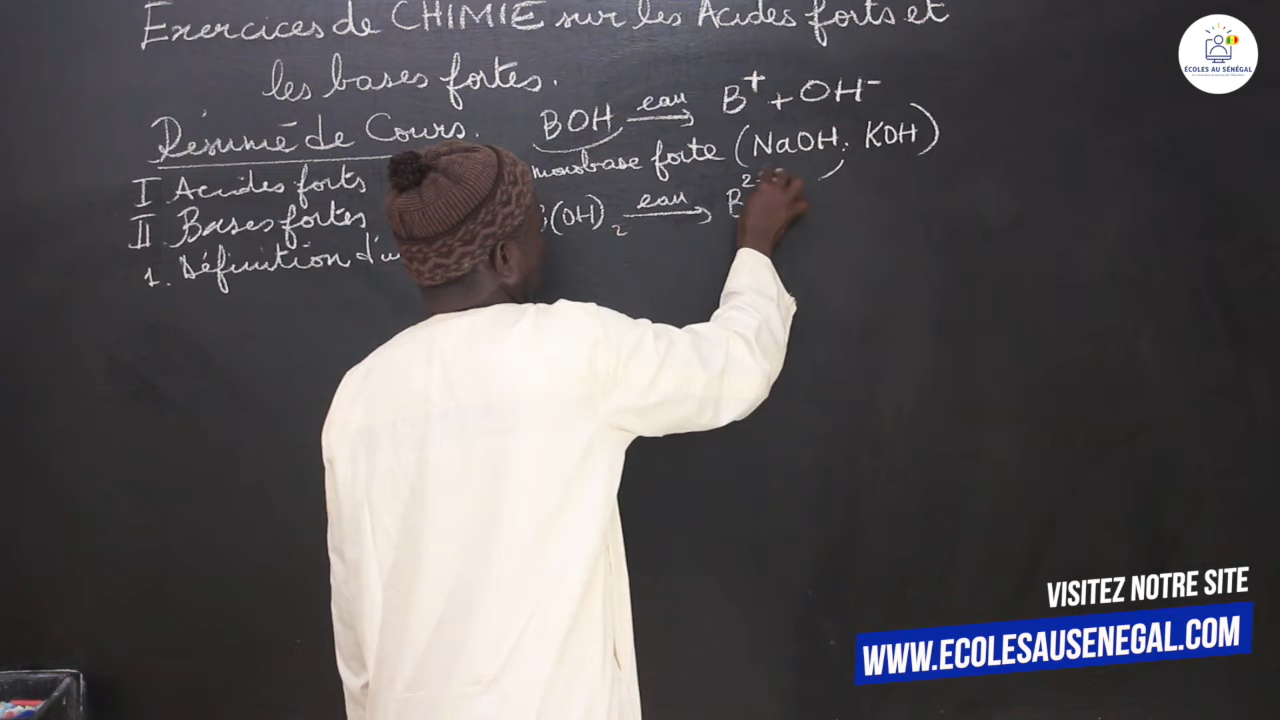 Exercices de CHIMIE sur les Acides forts et
les bases fortes.
Résumé de Cours.
I Acides forts
II Bases fortes
1. Définition d'u
BOH eau → B⁺ + OH⁻
monobase forte (NaOH; KOH)
(OH)₂ eau → B²
ÉCOLES AU SÉNÉGAL
VISITEZ NOTRE SITE
WWW.ECOLESAUSENEGAL.COM